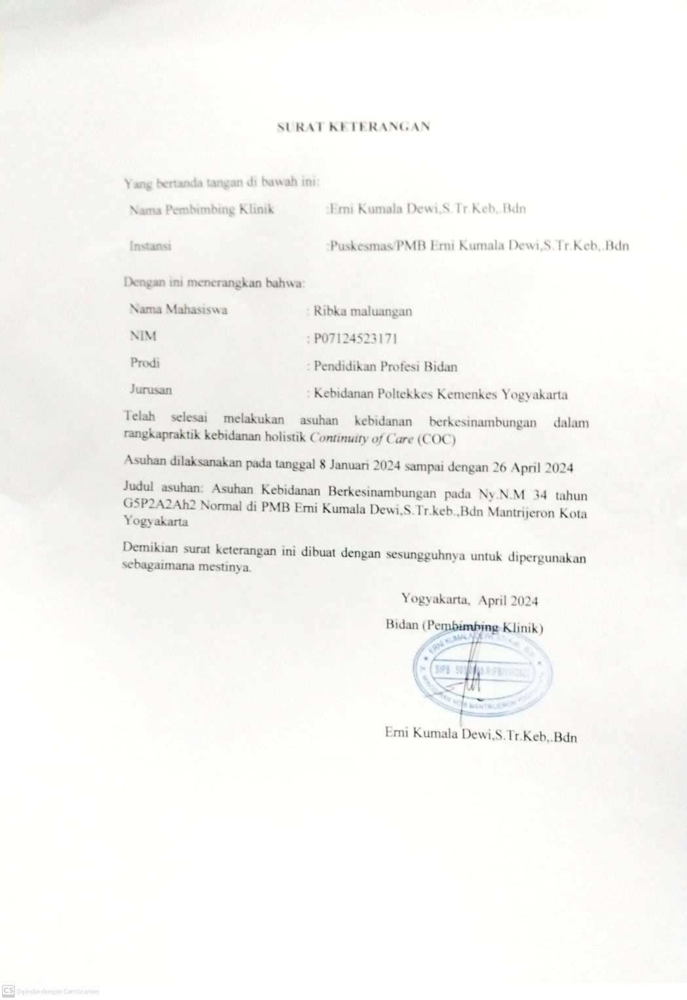 SURAT KETERANGAN
Yang bertanda tangan di bawah ini:
Nama Pembimbing Klinik :Erni Kumala Dewi,S.Tr.Keb,.Bdn
Instansi :Puskesmas/PMB Erni Kumala Dewi,S.Tr.Keb,.Bdn
Dengan ini menerangkan bahwa:
Nama Mahasiswa : Ribka maluangan
NIM : P07124523171
Prodi : Pendidikan Profesi Bidan
Jurusan : Kebidanan Poltekkes Kemenkes Yogyakarta
Telah selesai melakukan asuhan kebidanan berkesinambungan dalam
rangkapraktik kebidanan holistik Continuity of Care (COC)
Asuhan dilaksanakan pada tanggal 8 Januari 2024 sampai dengan 26 April 2024
Judul asuhan: Asuhan Kebidanan Berkesinambungan pada Ny.N.M 34 tahun
G5P2A2Ah2 Normal di PMB Erni Kumala Dewi,S.Tr.keb.,Bdn Mantrijeron Kota
Yogyakarta
Demikian surat keterangan ini dibuat dengan sesungguhnya untuk dipergunakan
sebagaimana mestinya.
Yogyakarta, April 2024
Bidan (Pembimbing Klinik)
ERNI KUMALA DEWI
SIPB
MANTRIJERON
Erni Kumala Dewi,S.Tr.Keb,.Bdn
CS Dipindai dengan CamScanner